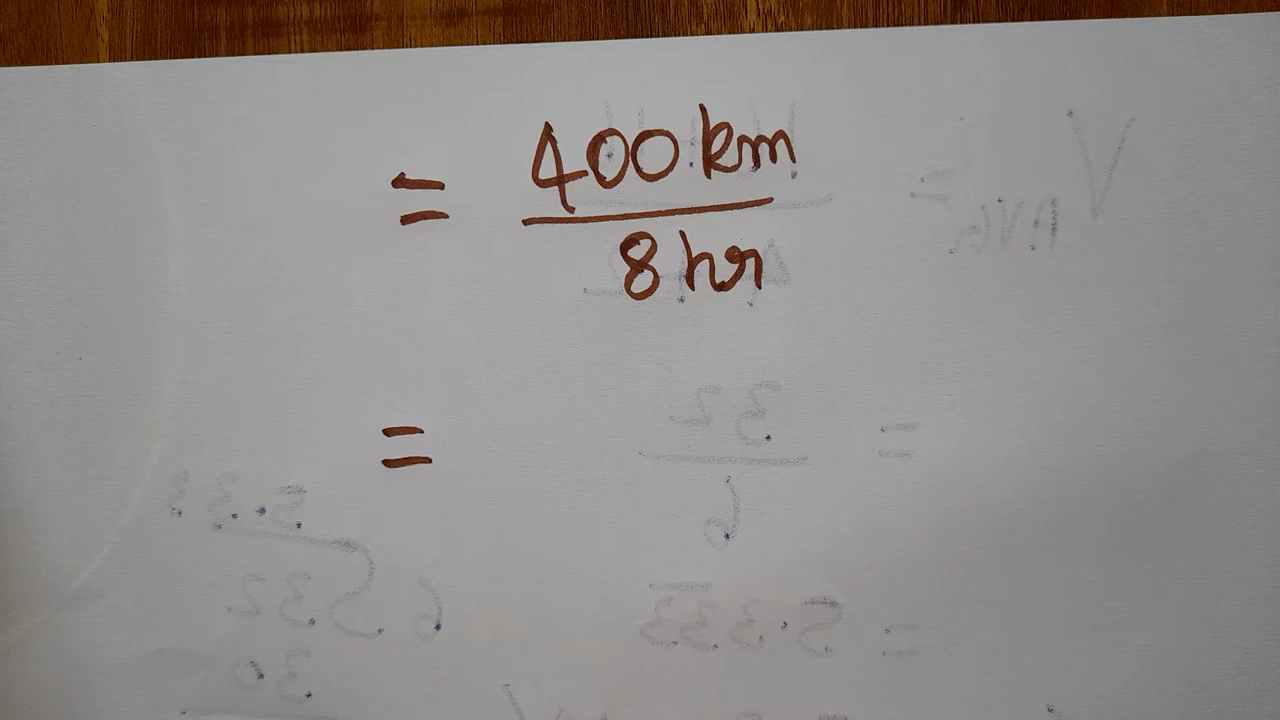 = 400 km / 8 hr
=